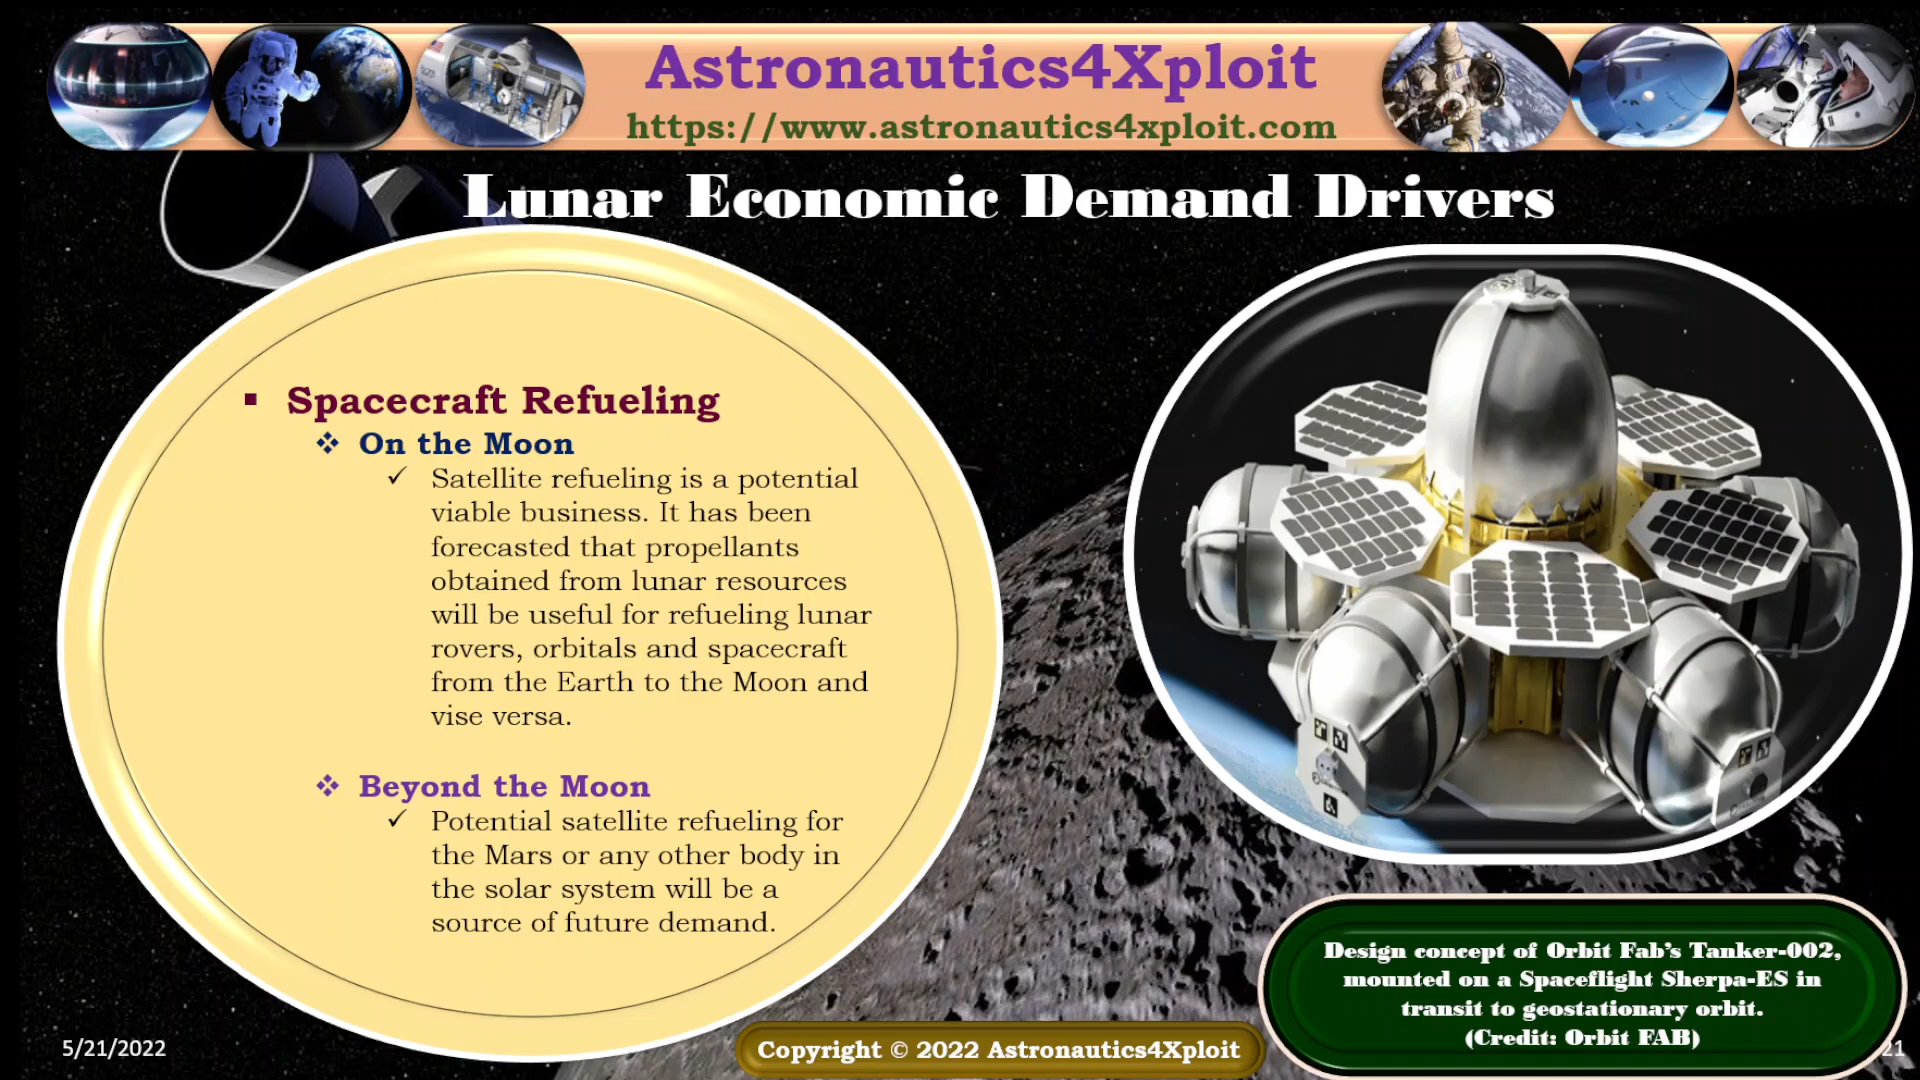 Astronautics4Xploit
https://www.astronautics4xploit.com
Lunar Economic Demand Drivers
Spacecraft Refueling
On the Moon
Satellite refueling is a potential
viable business. It has been
forecasted that propellants
obtained from lunar resources
will be useful for refueling lunar
rovers, orbitals and spacecraft
from the Earth to the Moon and
vise versa.
Beyond the Moon
Potential satellite refueling for
the Mars or any other body in
the solar system will be a
source of future demand.
Design concept of Orbit Fab's Tanker-002,
mounted on a Spaceflight Sherpa-ES in
transit to geostationary orbit.
(Credit: Orbit FAB)
5/21/2022
Copyright © 2022 Astronautics4Xploit
21